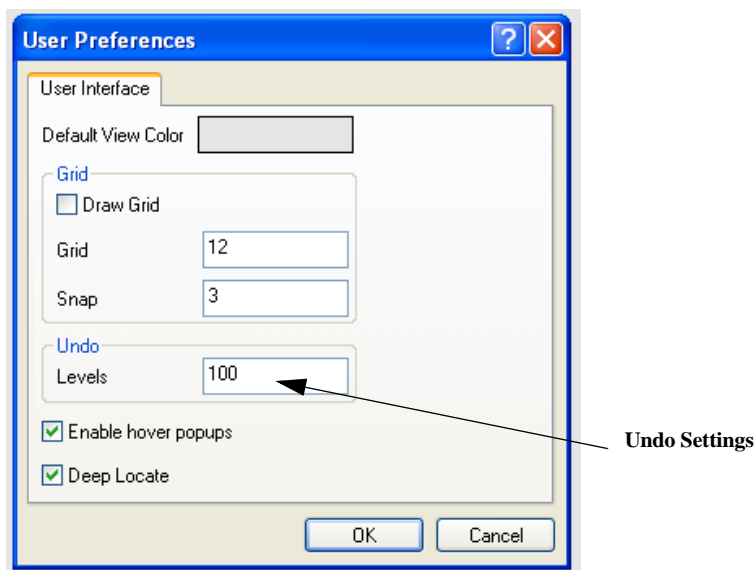 User Preferences
User Interface
Default View Color
Grid
Draw Grid
Grid 12
Snap 3
Undo
Levels 100
Undo Settings
Enable hover popups
Deep Locate
OK Cancel